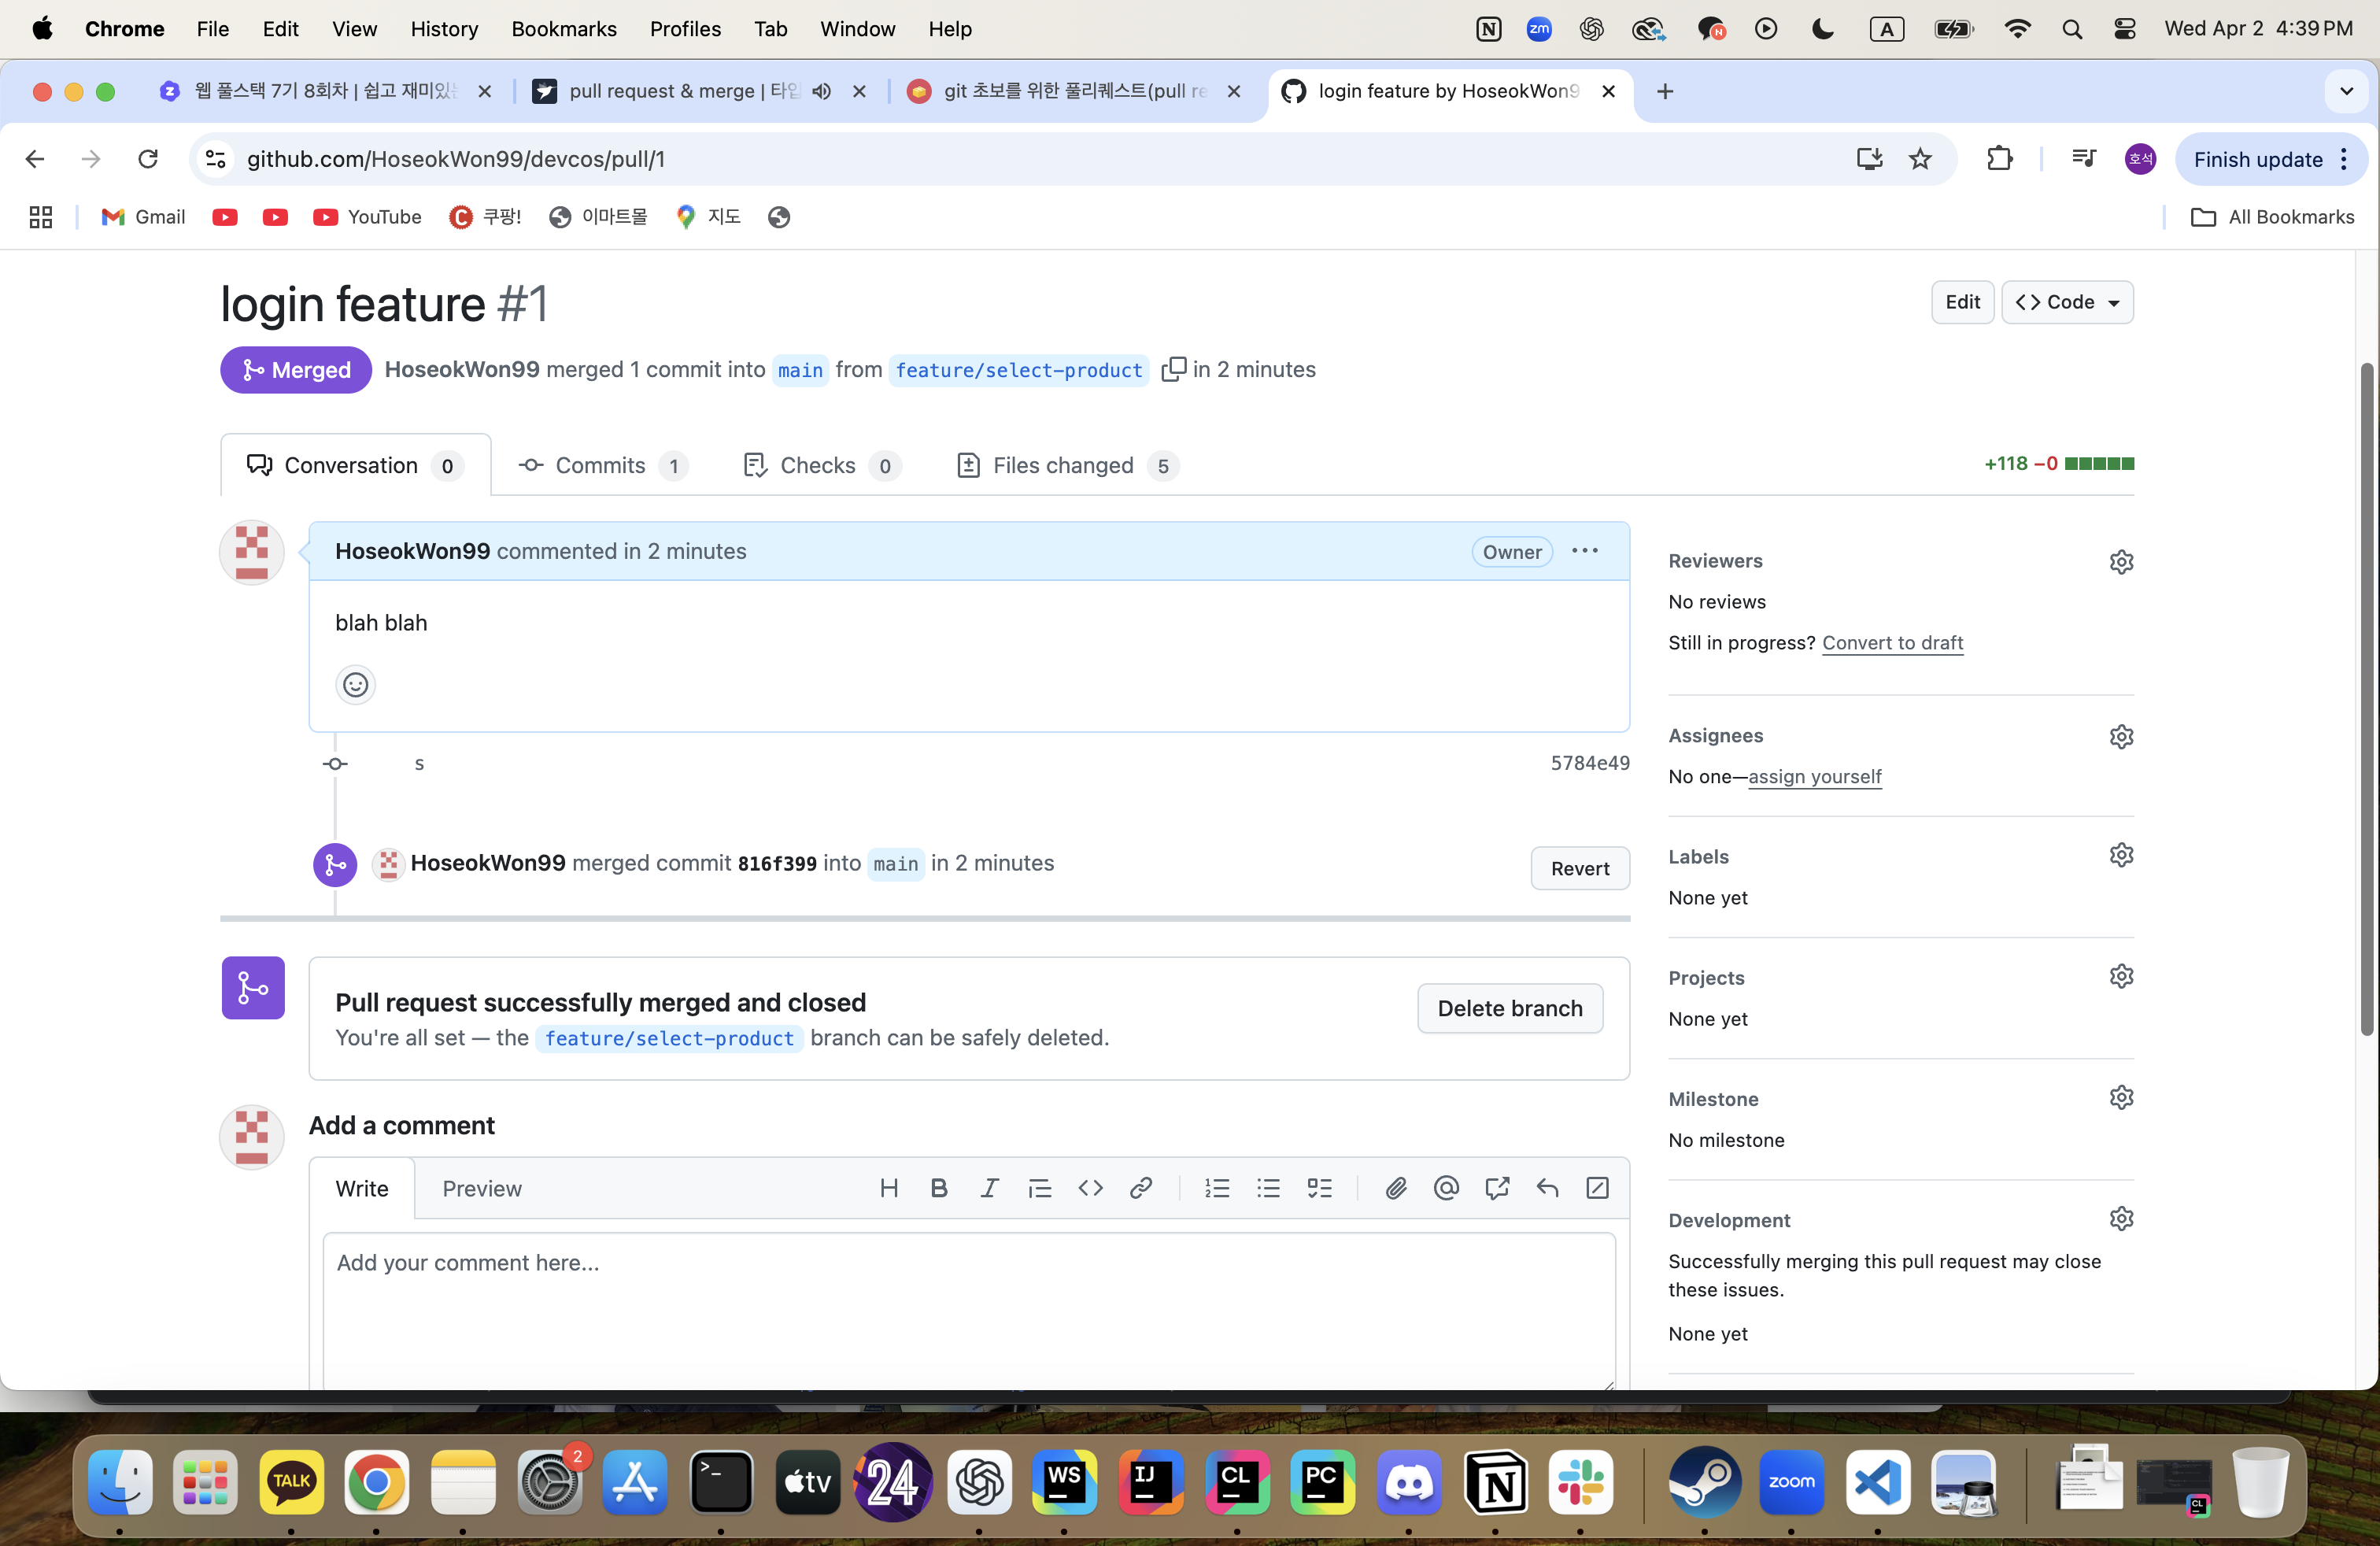 Chrome File Edit View History Bookmarks Profiles Tab Window Help N zm N A Wed Apr 2 4:39 PM
웹 풀스택 7기 8회차 | 쉽고 재미있 pull request & merge | 타입 git 초보를 위한 풀리퀘스트(pull re login feature by HoseokWon9
github.com/HoseokWon99/devcos/pull/1 호석 Finish update
Gmail YouTube 쿠팡! 이마트몰 지도 All Bookmarks
login feature #1
Edit <> Code
Merged HoseokWon99 merged 1 commit into main from feature/select-product in 2 minutes
Conversation 0 Commits 1 Checks 0 Files changed 5 +118 −0
HoseokWon99 commented in 2 minutes Owner ...
blah blah
s 5784e49
HoseokWon99 merged commit 816f399 into main in 2 minutes Revert
Pull request successfully merged and closed
You're all set — the feature/select-product branch can be safely deleted.
Delete branch
Add a comment
Write Preview
Add your comment here...
Reviewers
No reviews
Still in progress? Convert to draft
Assignees
No one—assign yourself
Labels
None yet
Projects
None yet
Milestone
No milestone
Development
Successfully merging this pull request may close
these issues.
None yet
TALK 2 tv 24 WS IJ CL PC N zoom CL